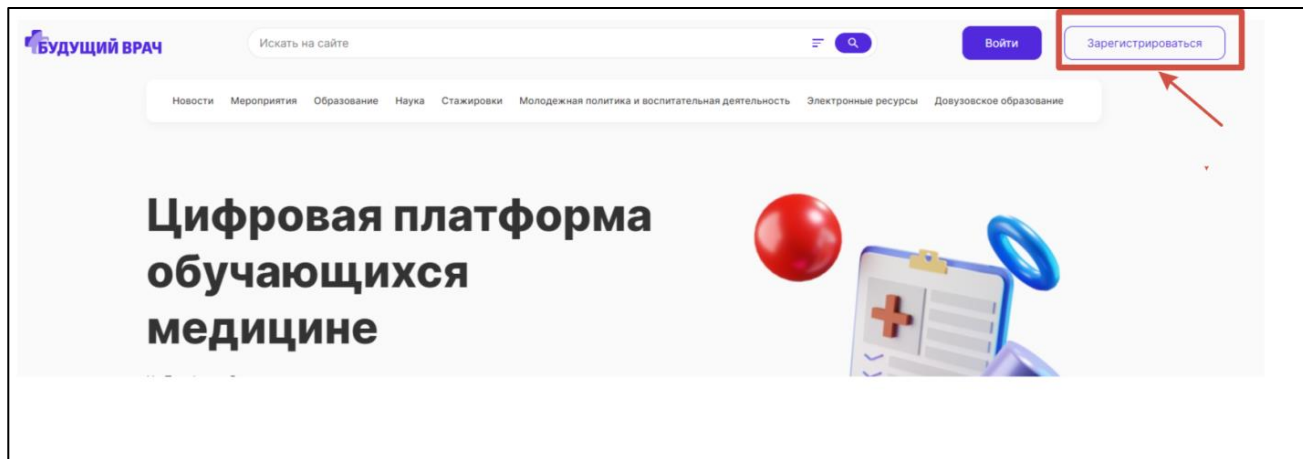 БУДУЩИЙ ВРАЧ
Искать на сайте
Войти
Зарегистрироваться
Новости Мероприятия Образование Наука Стажировки Молодежная политика и воспитательная деятельность Электронные ресурсы Довузовское образование
Цифровая платформа
обучающихся
медицине